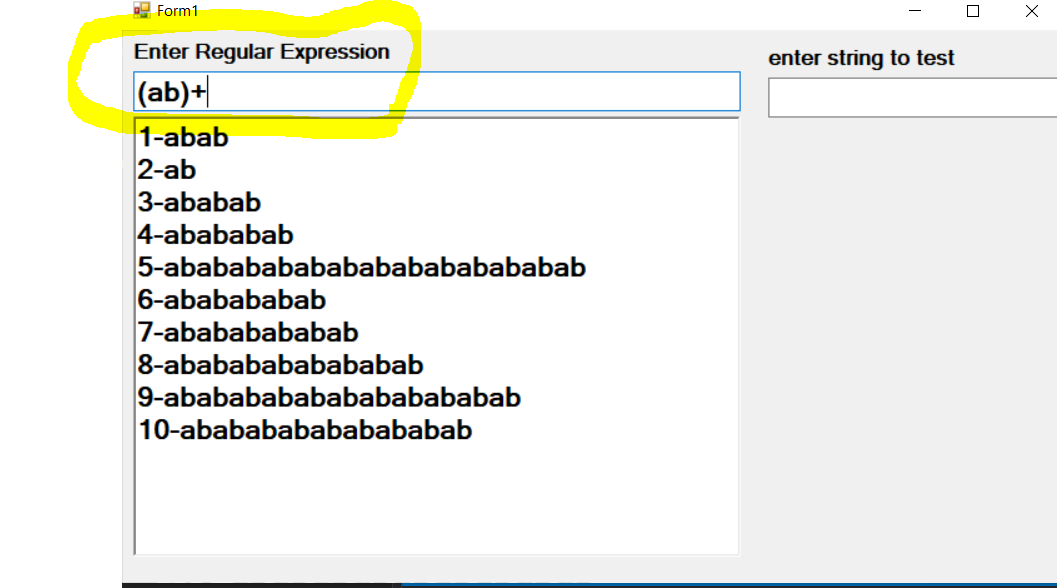 Form1
Enter Regular Expression
enter string to test
(ab)+
1-abab
2-ab
3-ababab
4-abababab
5-ababababababababababababab
6-ababababab
7-abababababab
8-abababababababab
9-ababababababababababab
10-ababababababababab